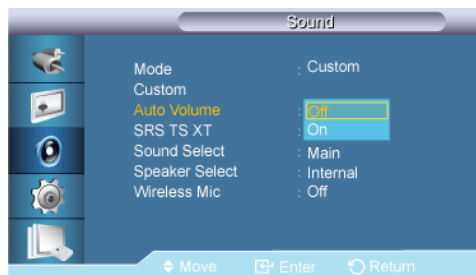 Sound
Mode : Custom
Custom
Auto Volume : Off
SRS TS XT : On
Sound Select : Main
Speaker Select : Internal
Wireless Mic : Off
Move Enter Return